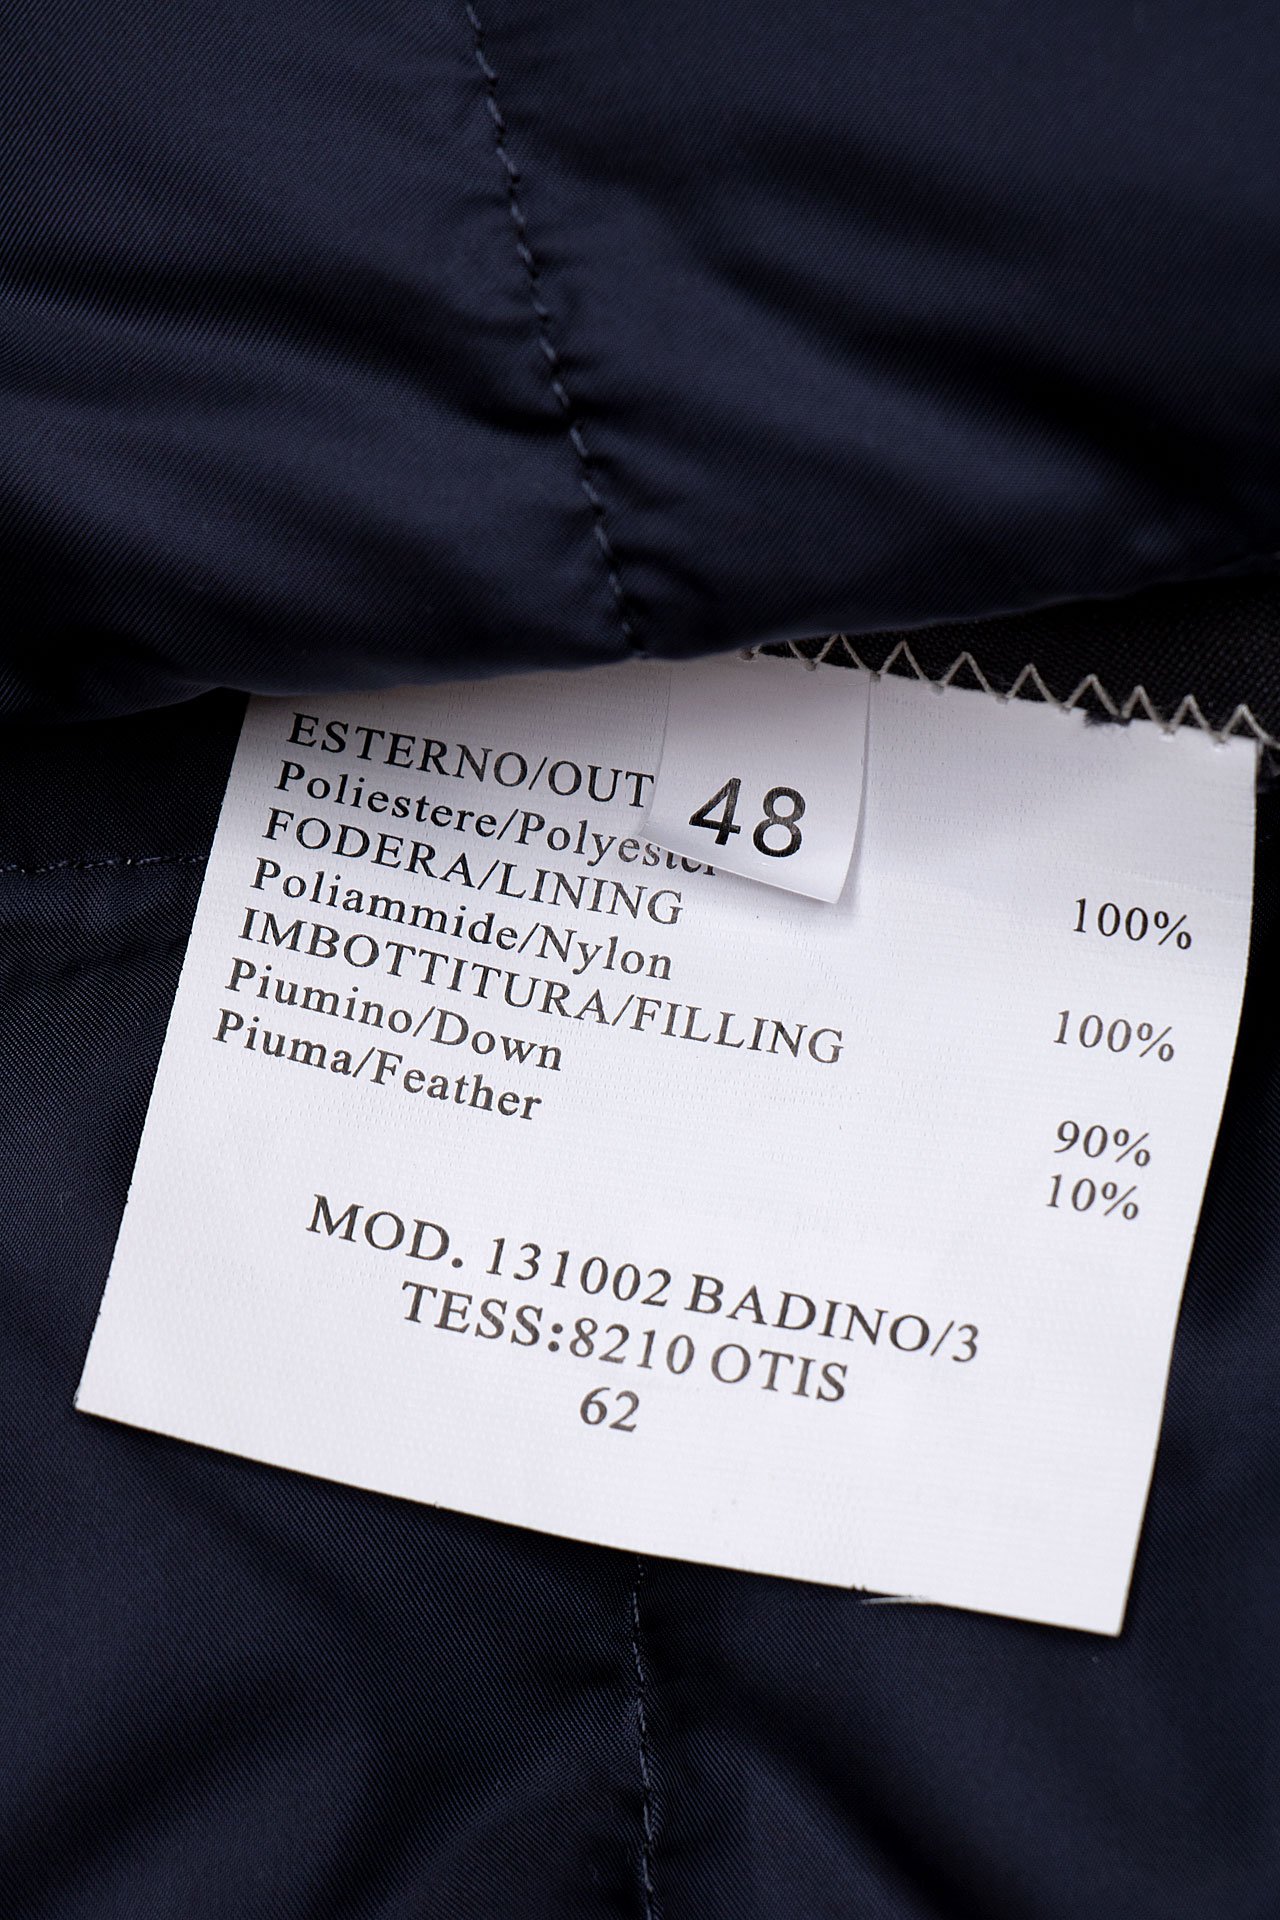 ESTERNO/OUT
48
Poliestere/Polyester 100%
FODERA/LINING
Poliammide/Nylon 100%
IMBOTTITURA/FILLING
Piumino/Down 90%
Piuma/Feather 10%
MOD. 131002 BADINO/3
TESS:8210 OTIS
62